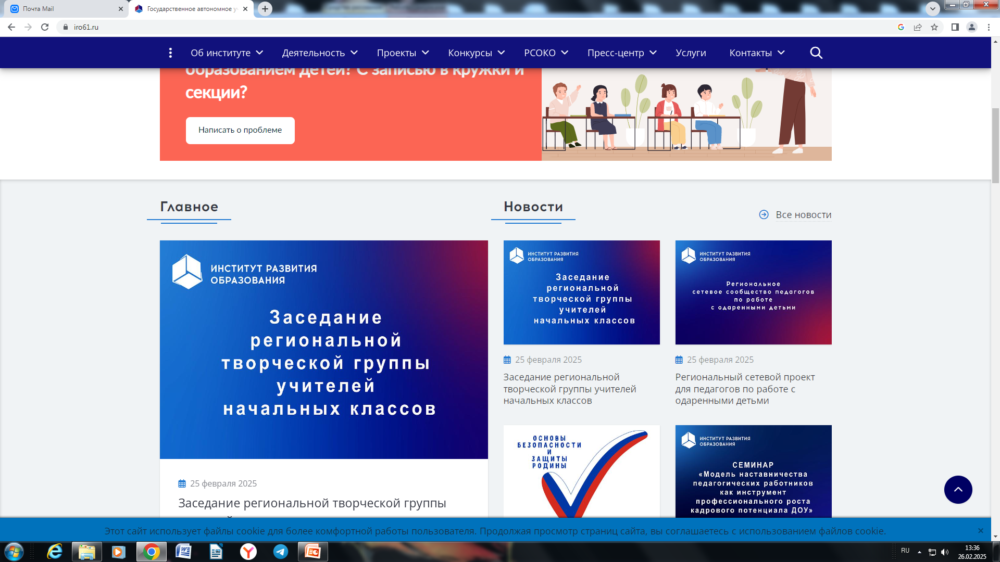 Почта Mail
Государственное автономное у
iro61.ru
Об институте
Деятельность
Проекты
Конкурсы
РСОКО
Пресс-центр
Услуги
Контакты
образованием детей? С записью в кружки и
секции?
Написать о проблеме
Главное
Новости
Все новости
ИНСТИТУТ РАЗВИТИЯ
ОБРАЗОВАНИЯ
Заседание
региональной
творческой группы
учителей
начальных классов
25 февраля 2025
Заседание региональной творческой группы
ИНСТИТУТ РАЗВИТИЯ
ОБРАЗОВАНИЯ
Заседание
региональной
творческой группы
учителей
начальных классов
25 февраля 2025
Заседание региональной
творческой группы учителей
начальных классов
ИНСТИТУТ РАЗВИТИЯ
ОБРАЗОВАНИЯ
Региональное
сетевое сообщество педагогов
по работе
с одаренными детьми
25 февраля 2025
Региональный сетевой проект
для педагогов по работе с
одаренными детьми
ОСНОВЫ
БЕЗОПАСНОСТИ
И
ЗАЩИТЫ
РОДИНЫ
ИНСТИТУТ РАЗВИТИЯ
ОБРАЗОВАНИЯ
СЕМИНАР
«Модель наставничества
педагогических работников
как инструмент
профессионального роста
кадрового потенциала ДОУ»
Этот сайт использует файлы cookie для более комфортной работы пользователя. Продолжая просмотр страниц сайта, вы соглашаетесь с использованием файлов cookie.
RU
13:36
26.02.2025